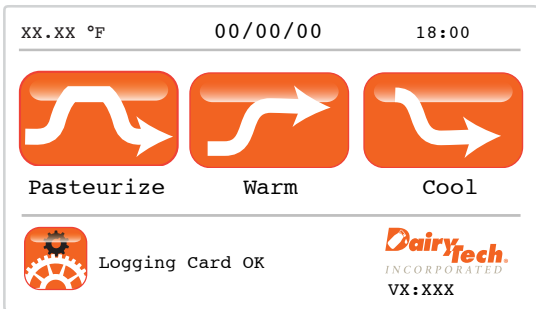 XX.XX °F 00/00/00 18:00
Pasteurize Warm Cool
Logging Card OK
DairyTech.
INCORPORATED
VX:XXX